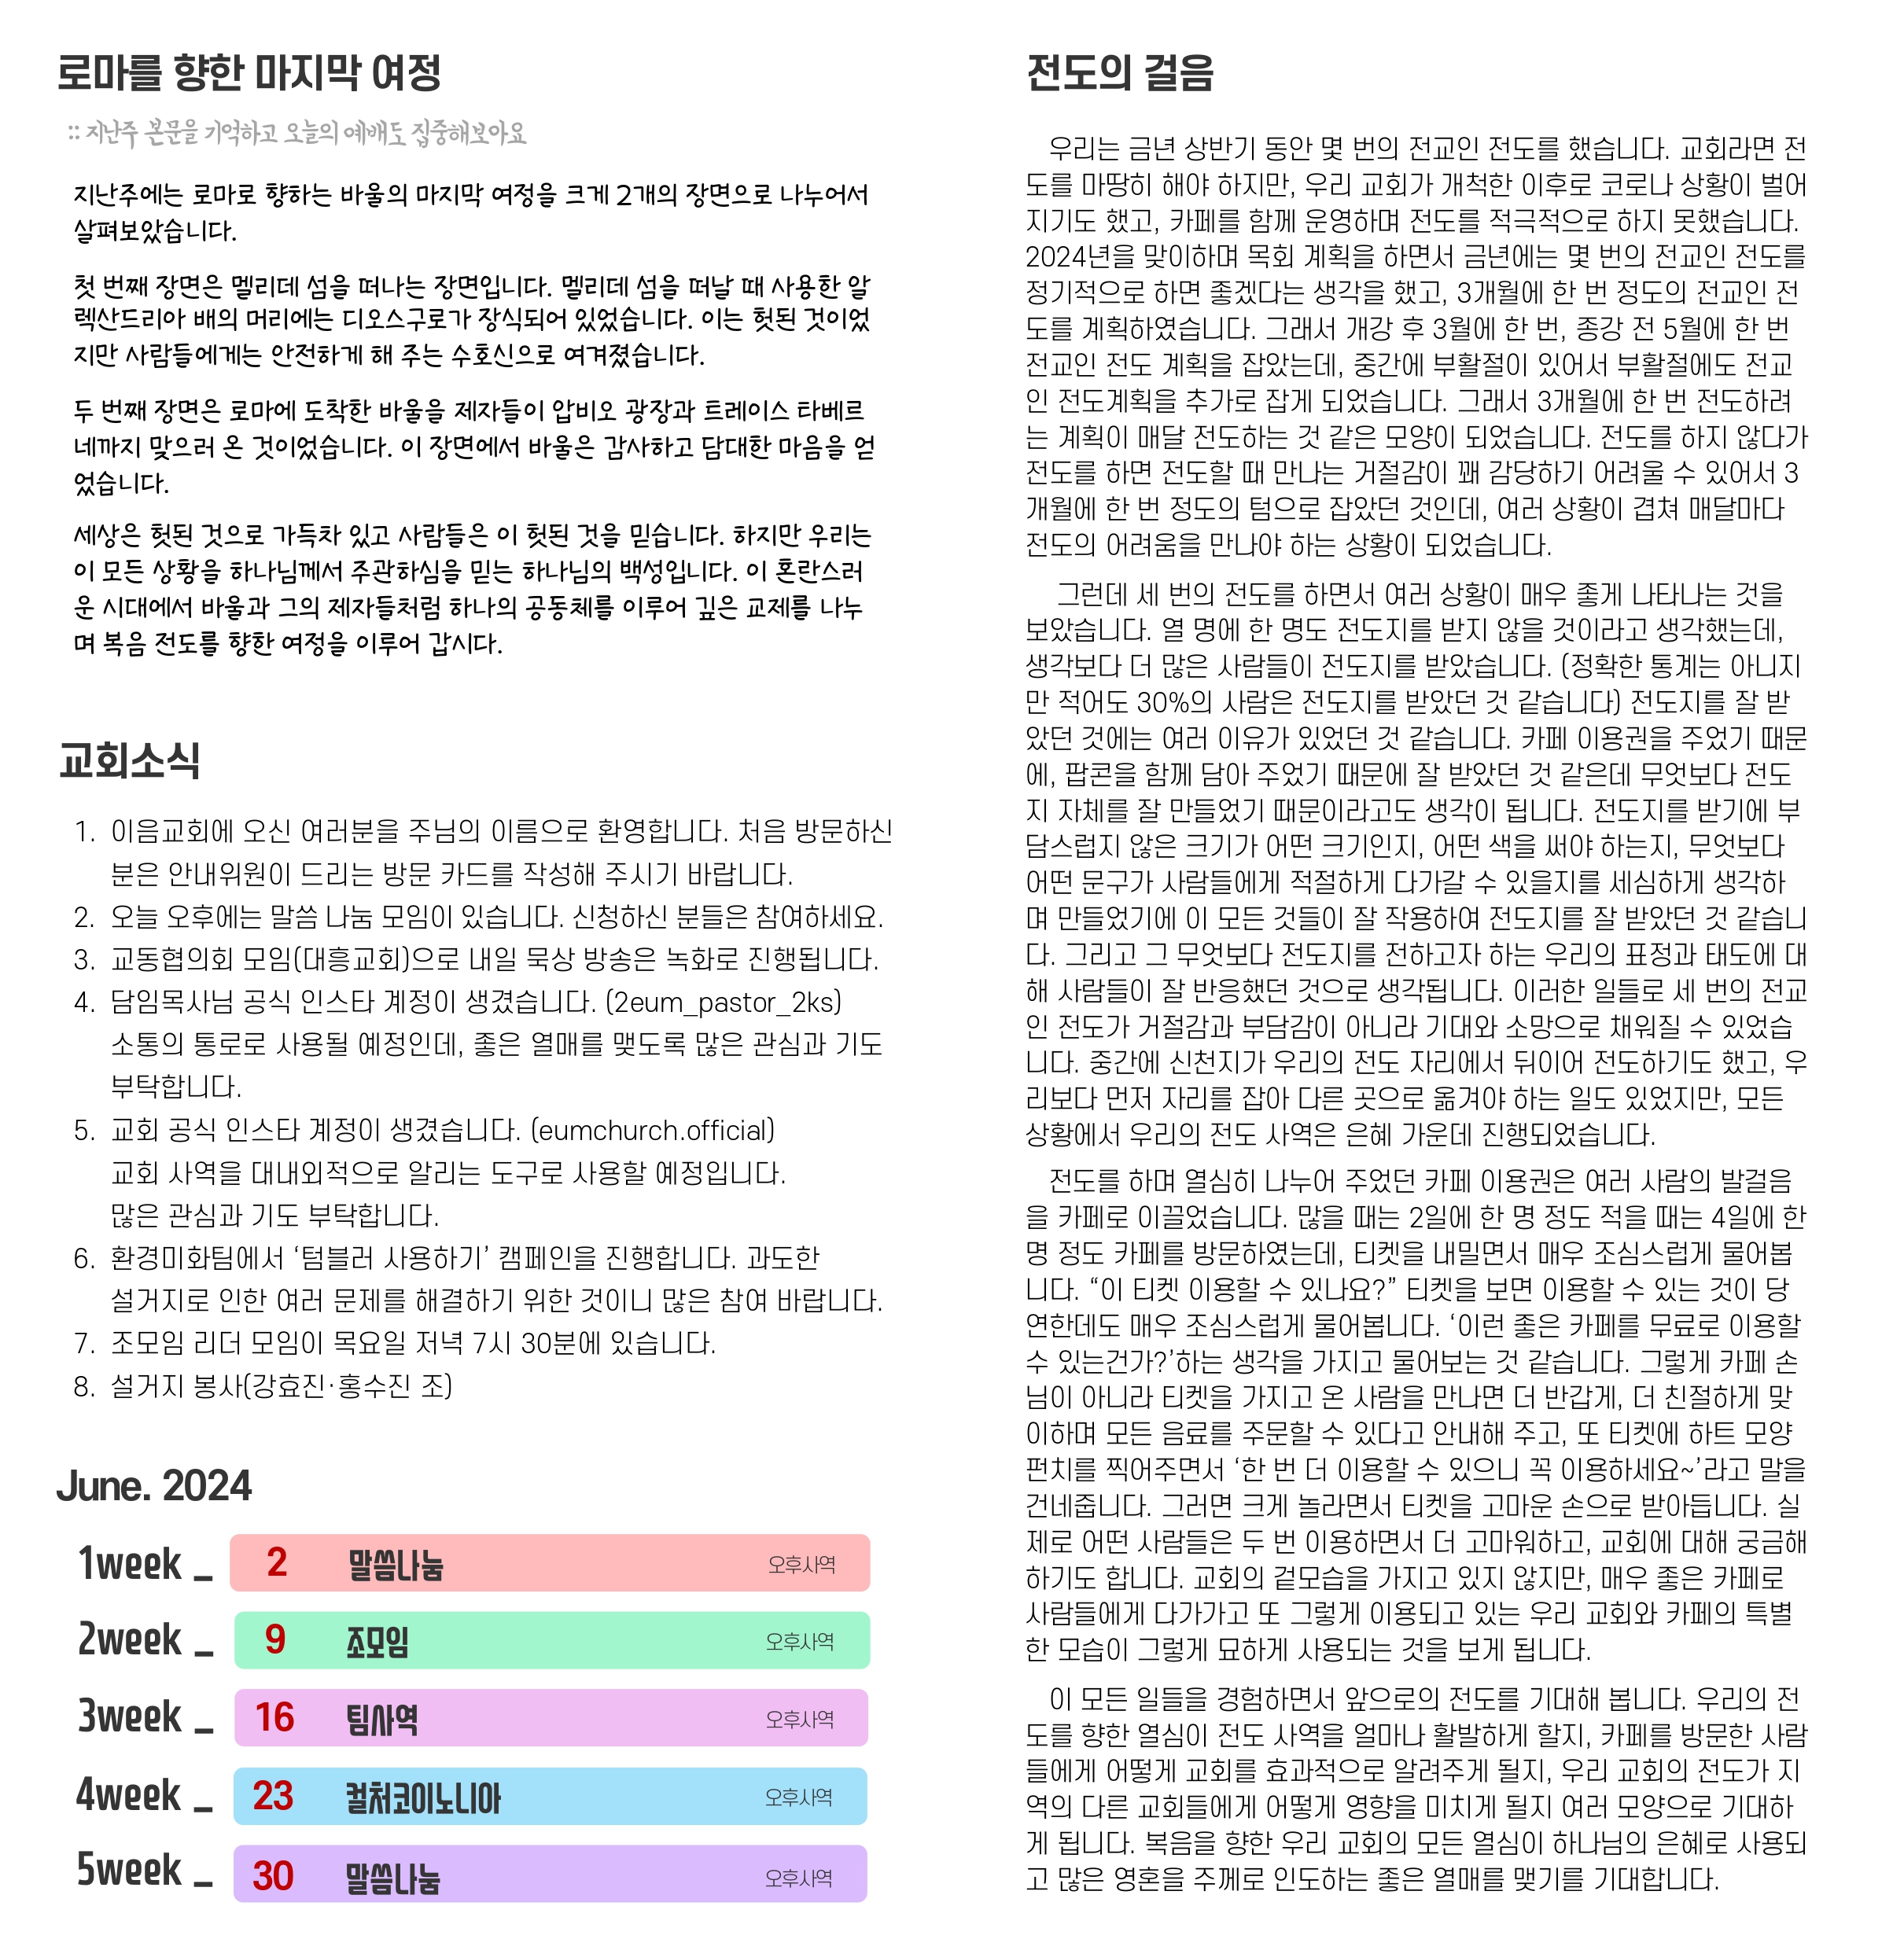 로마를 향한 마지막 여정
:: 지난주 본문을 기억하고 오늘의 예배도 집중해보아요
지난주에는 로마로 향하는 바울의 마지막 여정을 크게 2개의 장면으로 나누어서
살펴보았습니다.
첫 번째 장면은 멜리데 섬을 떠나는 장면입니다. 멜리데 섬을 떠날 때 사용한 알
렉산드리아 배의 머리에는 디오스구로가 장식되어 있었습니다. 이는 헛된 것이었
지만 사람들에게는 안전하게 해 주는 수호신으로 여겨졌습니다.
두 번째 장면은 로마에 도착한 바울을 제자들이 압비오 광장과 트레이스 타베르
네까지 맞으러 온 것이었습니다. 이 장면에서 바울은 감사하고 담대한 마음을 얻
었습니다.
세상은 헛된 것으로 가득차 있고 사람들은 이 헛된 것을 믿습니다. 하지만 우리는
이 모든 상황을 하나님께서 주관하심을 믿는 하나님의 백성입니다. 이 혼란스러
운 시대에서 바울과 그의 제자들처럼 하나의 공동체를 이루어 깊은 교제를 나누
며 복음 전도를 향한 여정을 이루어 갑시다.
교회소식
1. 이음교회에 오신 여러분을 주님의 이름으로 환영합니다. 처음 방문하신
분은 안내위원이 드리는 방문 카드를 작성해 주시기 바랍니다.
2. 오늘 오후에는 말씀 나눔 모임이 있습니다. 신청하신 분들은 참여하세요.
3. 교동협의회 모임(대흥교회)으로 내일 묵상 방송은 녹화로 진행됩니다.
4. 담임목사님 공식 인스타 계정이 생겼습니다. (2eum_pastor_2ks)
소통의 통로로 사용될 예정인데, 좋은 열매를 맺도록 많은 관심과 기도
부탁합니다.
5. 교회 공식 인스타 계정이 생겼습니다. (eumchurch.official)
교회 사역을 대내외적으로 알리는 도구로 사용할 예정입니다.
많은 관심과 기도 부탁합니다.
6. 환경미화팀에서 ‘텀블러 사용하기’ 캠페인을 진행합니다. 과도한
설거지로 인한 여러 문제를 해결하기 위한 것이니 많은 참여 바랍니다.
7. 조모임 리더 모임이 목요일 저녁 7시 30분에 있습니다.
8. 설거지 봉사(강효진·홍수진 조)
June. 2024
1week _ 2 말씀나눔 오후사역
2week _ 9 조모임 오후사역
3week _ 16 팀사역 오후사역
4week _ 23 컬처코이노니아 오후사역
5week _ 30 말씀나눔 오후사역
전도의 걸음
우리는 금년 상반기 동안 몇 번의 전교인 전도를 했습니다. 교회라면 전
도를 마땅히 해야 하지만, 우리 교회가 개척한 이후로 코로나 상황이 벌어
지기도 했고, 카페를 함께 운영하며 전도를 적극적으로 하지 못했습니다.
2024년을 맞이하며 목회 계획을 하면서 금년에는 몇 번의 전교인 전도를
정기적으로 하면 좋겠다는 생각을 했고, 3개월에 한 번 정도의 전교인 전
도를 계획하였습니다. 그래서 개강 후 3월에 한 번, 종강 전 5월에 한 번
전교인 전도 계획을 잡았는데, 중간에 부활절이 있어서 부활절에도 전교
인 전도계획을 추가로 잡게 되었습니다. 그래서 3개월에 한 번 전도하려
는 계획이 매달 전도하는 것 같은 모양이 되었습니다. 전도를 하지 않다가
전도를 하면 전도할 때 만나는 거절감이 꽤 감당하기 어려울 수 있어서 3
개월에 한 번 정도의 텀으로 잡았던 것인데, 여러 상황이 겹쳐 매달마다
전도의 어려움을 만나야 하는 상황이 되었습니다.
그런데 세 번의 전도를 하면서 여러 상황이 매우 좋게 나타나는 것을
보았습니다. 열 명에 한 명도 전도지를 받지 않을 것이라고 생각했는데,
생각보다 더 많은 사람들이 전도지를 받았습니다. (정확한 통계는 아니지
만 적어도 30%의 사람은 전도지를 받았던 것 같습니다) 전도지를 잘 받
았던 것에는 여러 이유가 있었던 것 같습니다. 카페 이용권을 주었기 때문
에, 팝콘을 함께 담아 주었기 때문에 잘 받았던 것 같은데 무엇보다 전도
지 자체를 잘 만들었기 때문이라고도 생각이 됩니다. 전도지를 받기에 부
담스럽지 않은 크기가 어떤 크기인지, 어떤 색을 써야 하는지, 무엇보다
어떤 문구가 사람들에게 적절하게 다가갈 수 있을지를 세심하게 생각하
며 만들었기에 이 모든 것들이 잘 작용하여 전도지를 잘 받았던 것 같습니
다. 그리고 그 무엇보다 전도지를 전하고자 하는 우리의 표정과 태도에 대
해 사람들이 잘 반응했던 것으로 생각됩니다. 이러한 일들로 세 번의 전교
인 전도가 거절감과 부담감이 아니라 기대와 소망으로 채워질 수 있었습
니다. 중간에 신천지가 우리의 전도 자리에서 뒤이어 전도하기도 했고, 우
리보다 먼저 자리를 잡아 다른 곳으로 옮겨야 하는 일도 있었지만, 모든
상황에서 우리의 전도 사역은 은혜 가운데 진행되었습니다.
전도를 하며 열심히 나누어 주었던 카페 이용권은 여러 사람의 발걸음
을 카페로 이끌었습니다. 많을 때는 2일에 한 명 정도 적을 때는 4일에 한
명 정도 카페를 방문하였는데, 티켓을 내밀면서 매우 조심스럽게 물어봅
니다. “이 티켓 이용할 수 있나요?” 티켓을 보면 이용할 수 있는 것이 당
연한데도 매우 조심스럽게 물어봅니다. ‘이런 좋은 카페를 무료로 이용할
수 있는건가?’하는 생각을 가지고 물어보는 것 같습니다. 그렇게 카페 손
님이 아니라 티켓을 가지고 온 사람을 만나면 더 반갑게, 더 친절하게 맞
이하며 모든 음료를 주문할 수 있다고 안내해 주고, 또 티켓에 하트 모양
펀치를 찍어주면서 ‘한 번 더 이용할 수 있으니 꼭 이용하세요~’라고 말을
건네줍니다. 그러면 크게 놀라면서 티켓을 고마운 손으로 받아듭니다. 실
제로 어떤 사람들은 두 번 이용하면서 더 고마워하고, 교회에 대해 궁금해
하기도 합니다. 교회의 겉모습을 가지고 있지 않지만, 매우 좋은 카페로
사람들에게 다가가고 또 그렇게 이용되고 있는 우리 교회와 카페의 특별
한 모습이 그렇게 묘하게 사용되는 것을 보게 됩니다.
이 모든 일들을 경험하면서 앞으로의 전도를 기대해 봅니다. 우리의 전
도를 향한 열심이 전도 사역을 얼마나 활발하게 할지, 카페를 방문한 사람
들에게 어떻게 교회를 효과적으로 알려주게 될지, 우리 교회의 전도가 지
역의 다른 교회들에게 어떻게 영향을 미치게 될지 여러 모양으로 기대하
게 됩니다. 복음을 향한 우리 교회의 모든 열심이 하나님의 은혜로 사용되
고 많은 영혼을 주께로 인도하는 좋은 열매를 맺기를 기대합니다.